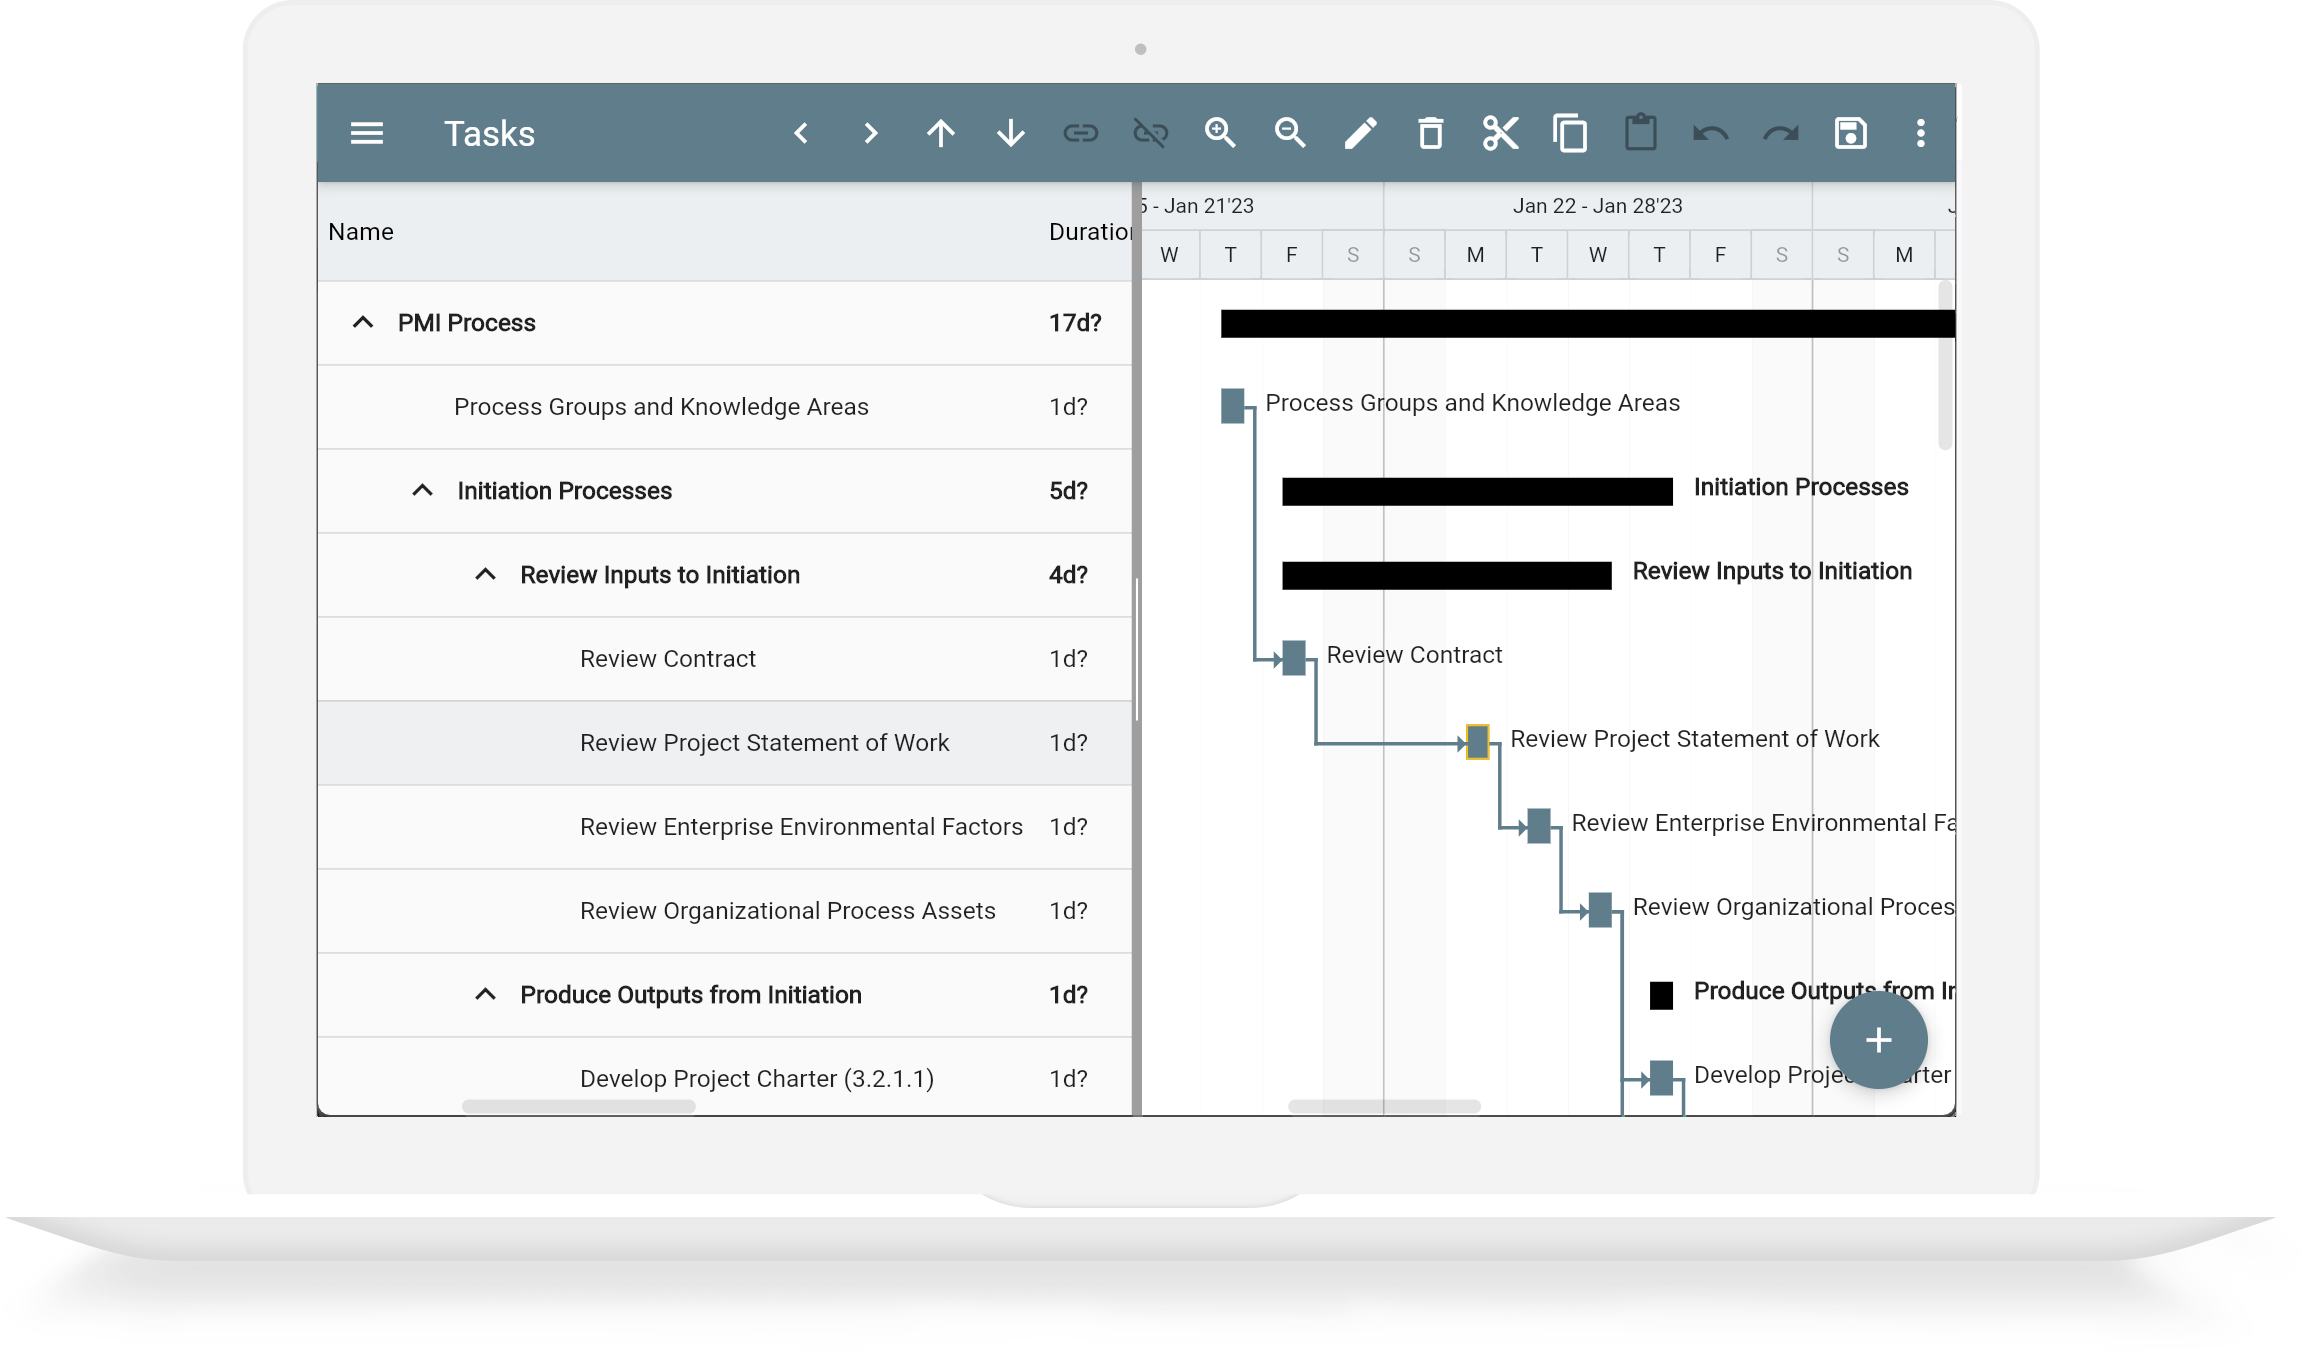 Tasks
Name
Duration
5 - Jan 21'23
Jan 22 - Jan 28'23
W T F S S M T W T F S S M
PMI Process 17d?
Process Groups and Knowledge Areas 1d?
Process Groups and Knowledge Areas
Initiation Processes 5d?
Initiation Processes
Review Inputs to Initiation 4d?
Review Inputs to Initiation
Review Contract 1d?
Review Contract
Review Project Statement of Work 1d?
Review Project Statement of Work
Review Enterprise Environmental Factors 1d?
Review Enterprise Environmental Fa
Review Organizational Process Assets 1d?
Review Organizational Proces
Produce Outputs from Initiation 1d?
Produce Outputs from In
Develop Project Charter (3.2.1.1) 1d?
Develop Projec rter